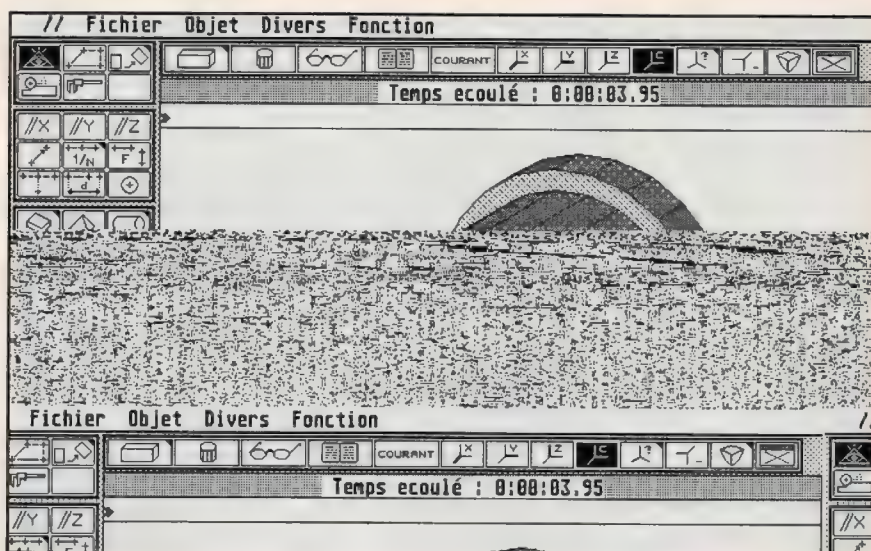 // Fichier Objet Divers Fonction
COURANT X Y Z C ?
Temps ecoulé : 0:00:03.95
//X //Y //Z
1/N F
d
Fichier Objet Divers Fonction //
COURANT X Y Z C ?
Temps ecoulé : 0:00:03.95
//Y //Z //X
F